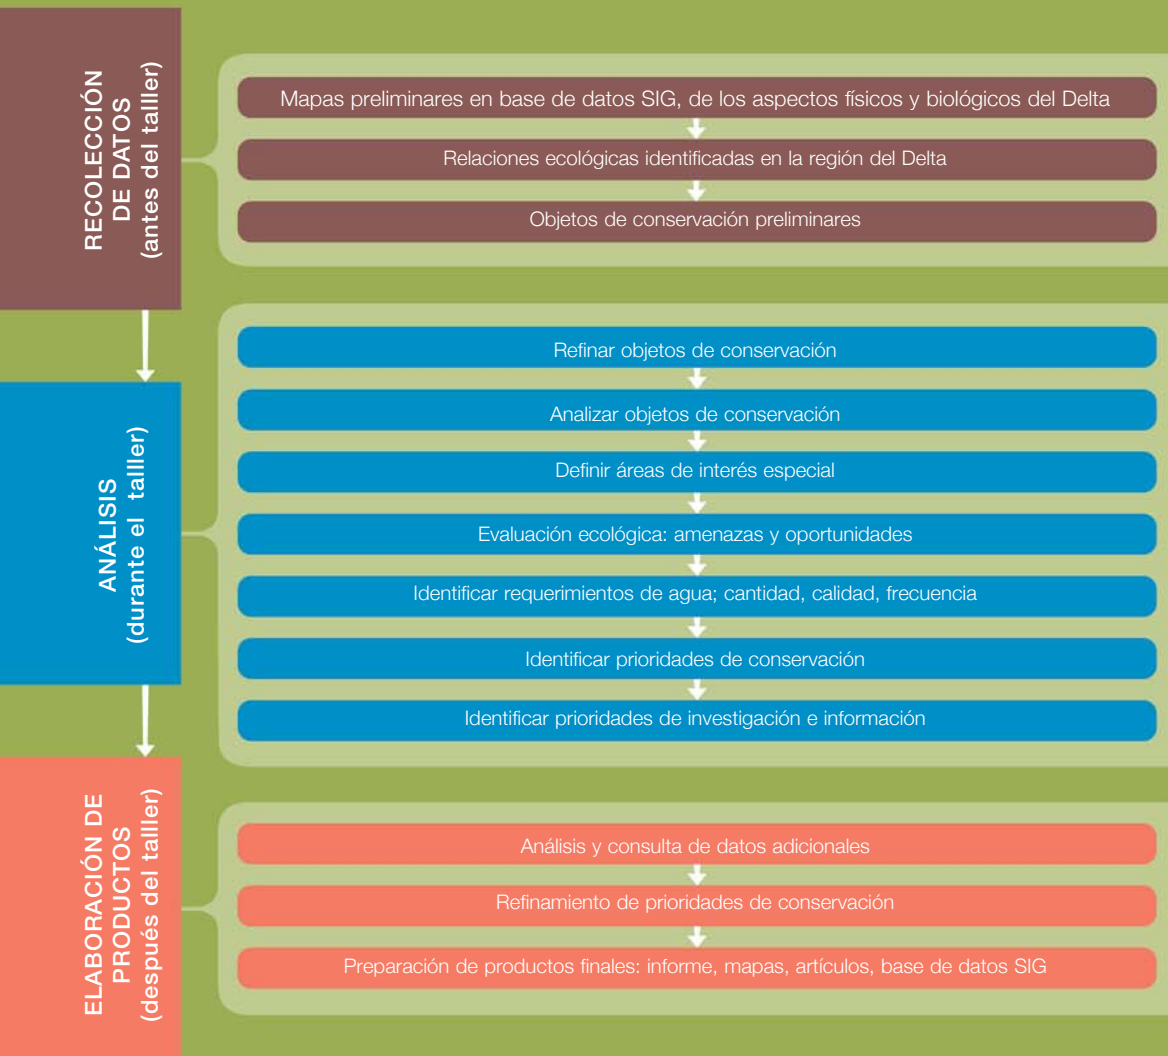 RECOLECCIÓN
DE DATOS
(antes del talller)
Mapas preliminares en base de datos SIG, de los aspectos físicos y biológicos del Delta
Relaciones ecológicas identificadas en la región del Delta
Objetos de conservación preliminares
ANÁLISIS
(durante el talller)
Refinar objetos de conservación
Analizar objetos de conservación
Definir áreas de interés especial
Evaluación ecológica: amenazas y oportunidades
Identificar requerimientos de agua; cantidad, calidad, frecuencia
Identificar prioridades de conservación
Identificar prioridades de investigación e información
ELABORACIÓN DE
PRODUCTOS
(después del talller)
Análisis y consulta de datos adicionales
Refinamiento de prioridades de conservación
Preparación de productos finales: informe, mapas, artículos, base de datos SIG